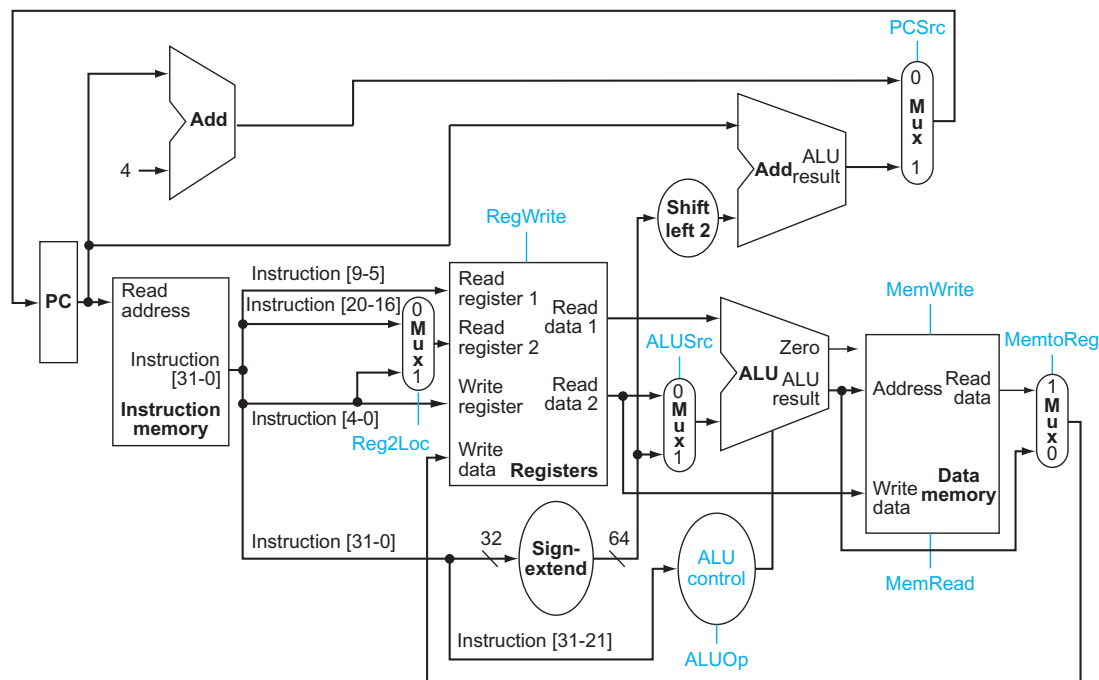 PCSrc
0
M
u
x
1
Add
4
Add
ALU
result
Shift
left 2
RegWrite
PC
Read
address
Instruction
[31-0]
Instruction
memory
Instruction [9-5]
Instruction [20-16]
Instruction [4-0]
0
M
u
x
1
Reg2Loc
Read
register 1
Read
register 2
Write
register
Write
data
Read
data 1
Read
data 2
Registers
ALUSrc
0
M
u
x
1
Zero
ALU
ALU
result
MemWrite
Address
Read
data
Write
data
Data
memory
MemRead
MemtoReg
1
M
u
x
0
Instruction [31-0]
32
Sign-
extend
64
ALU
control
Instruction [31-21]
ALUOp